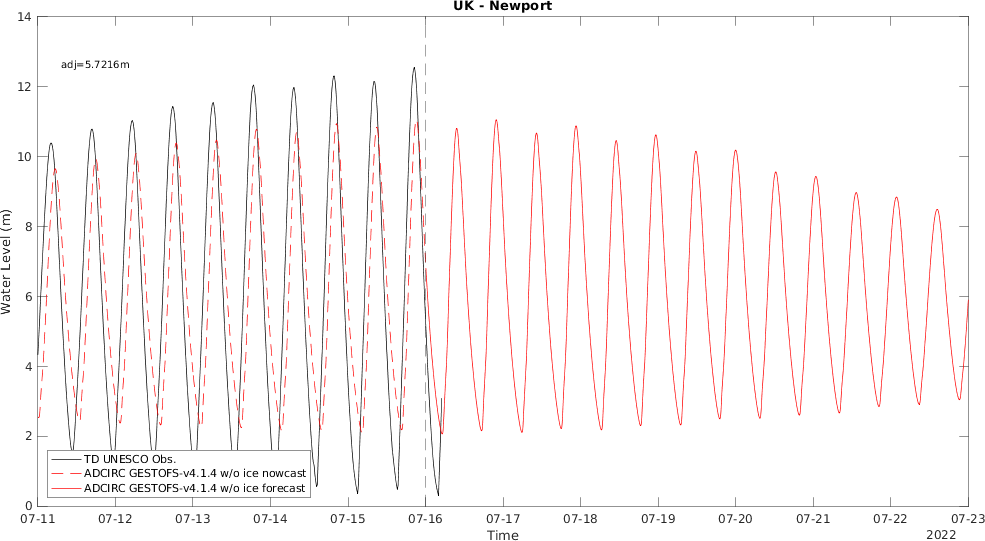 UK - Newport
14
12
10
8
6
4
2
0
Water Level (m)
adj=5.7216m
TD UNESCO Obs.
ADCIRC GESTOFS-v4.1.4 w/o ice nowcast
ADCIRC GESTOFS-v4.1.4 w/o ice forecast
07-11 07-12 07-13 07-14 07-15 07-16 07-17 07-18 07-19 07-20 07-21 07-22 07-23
Time
2022